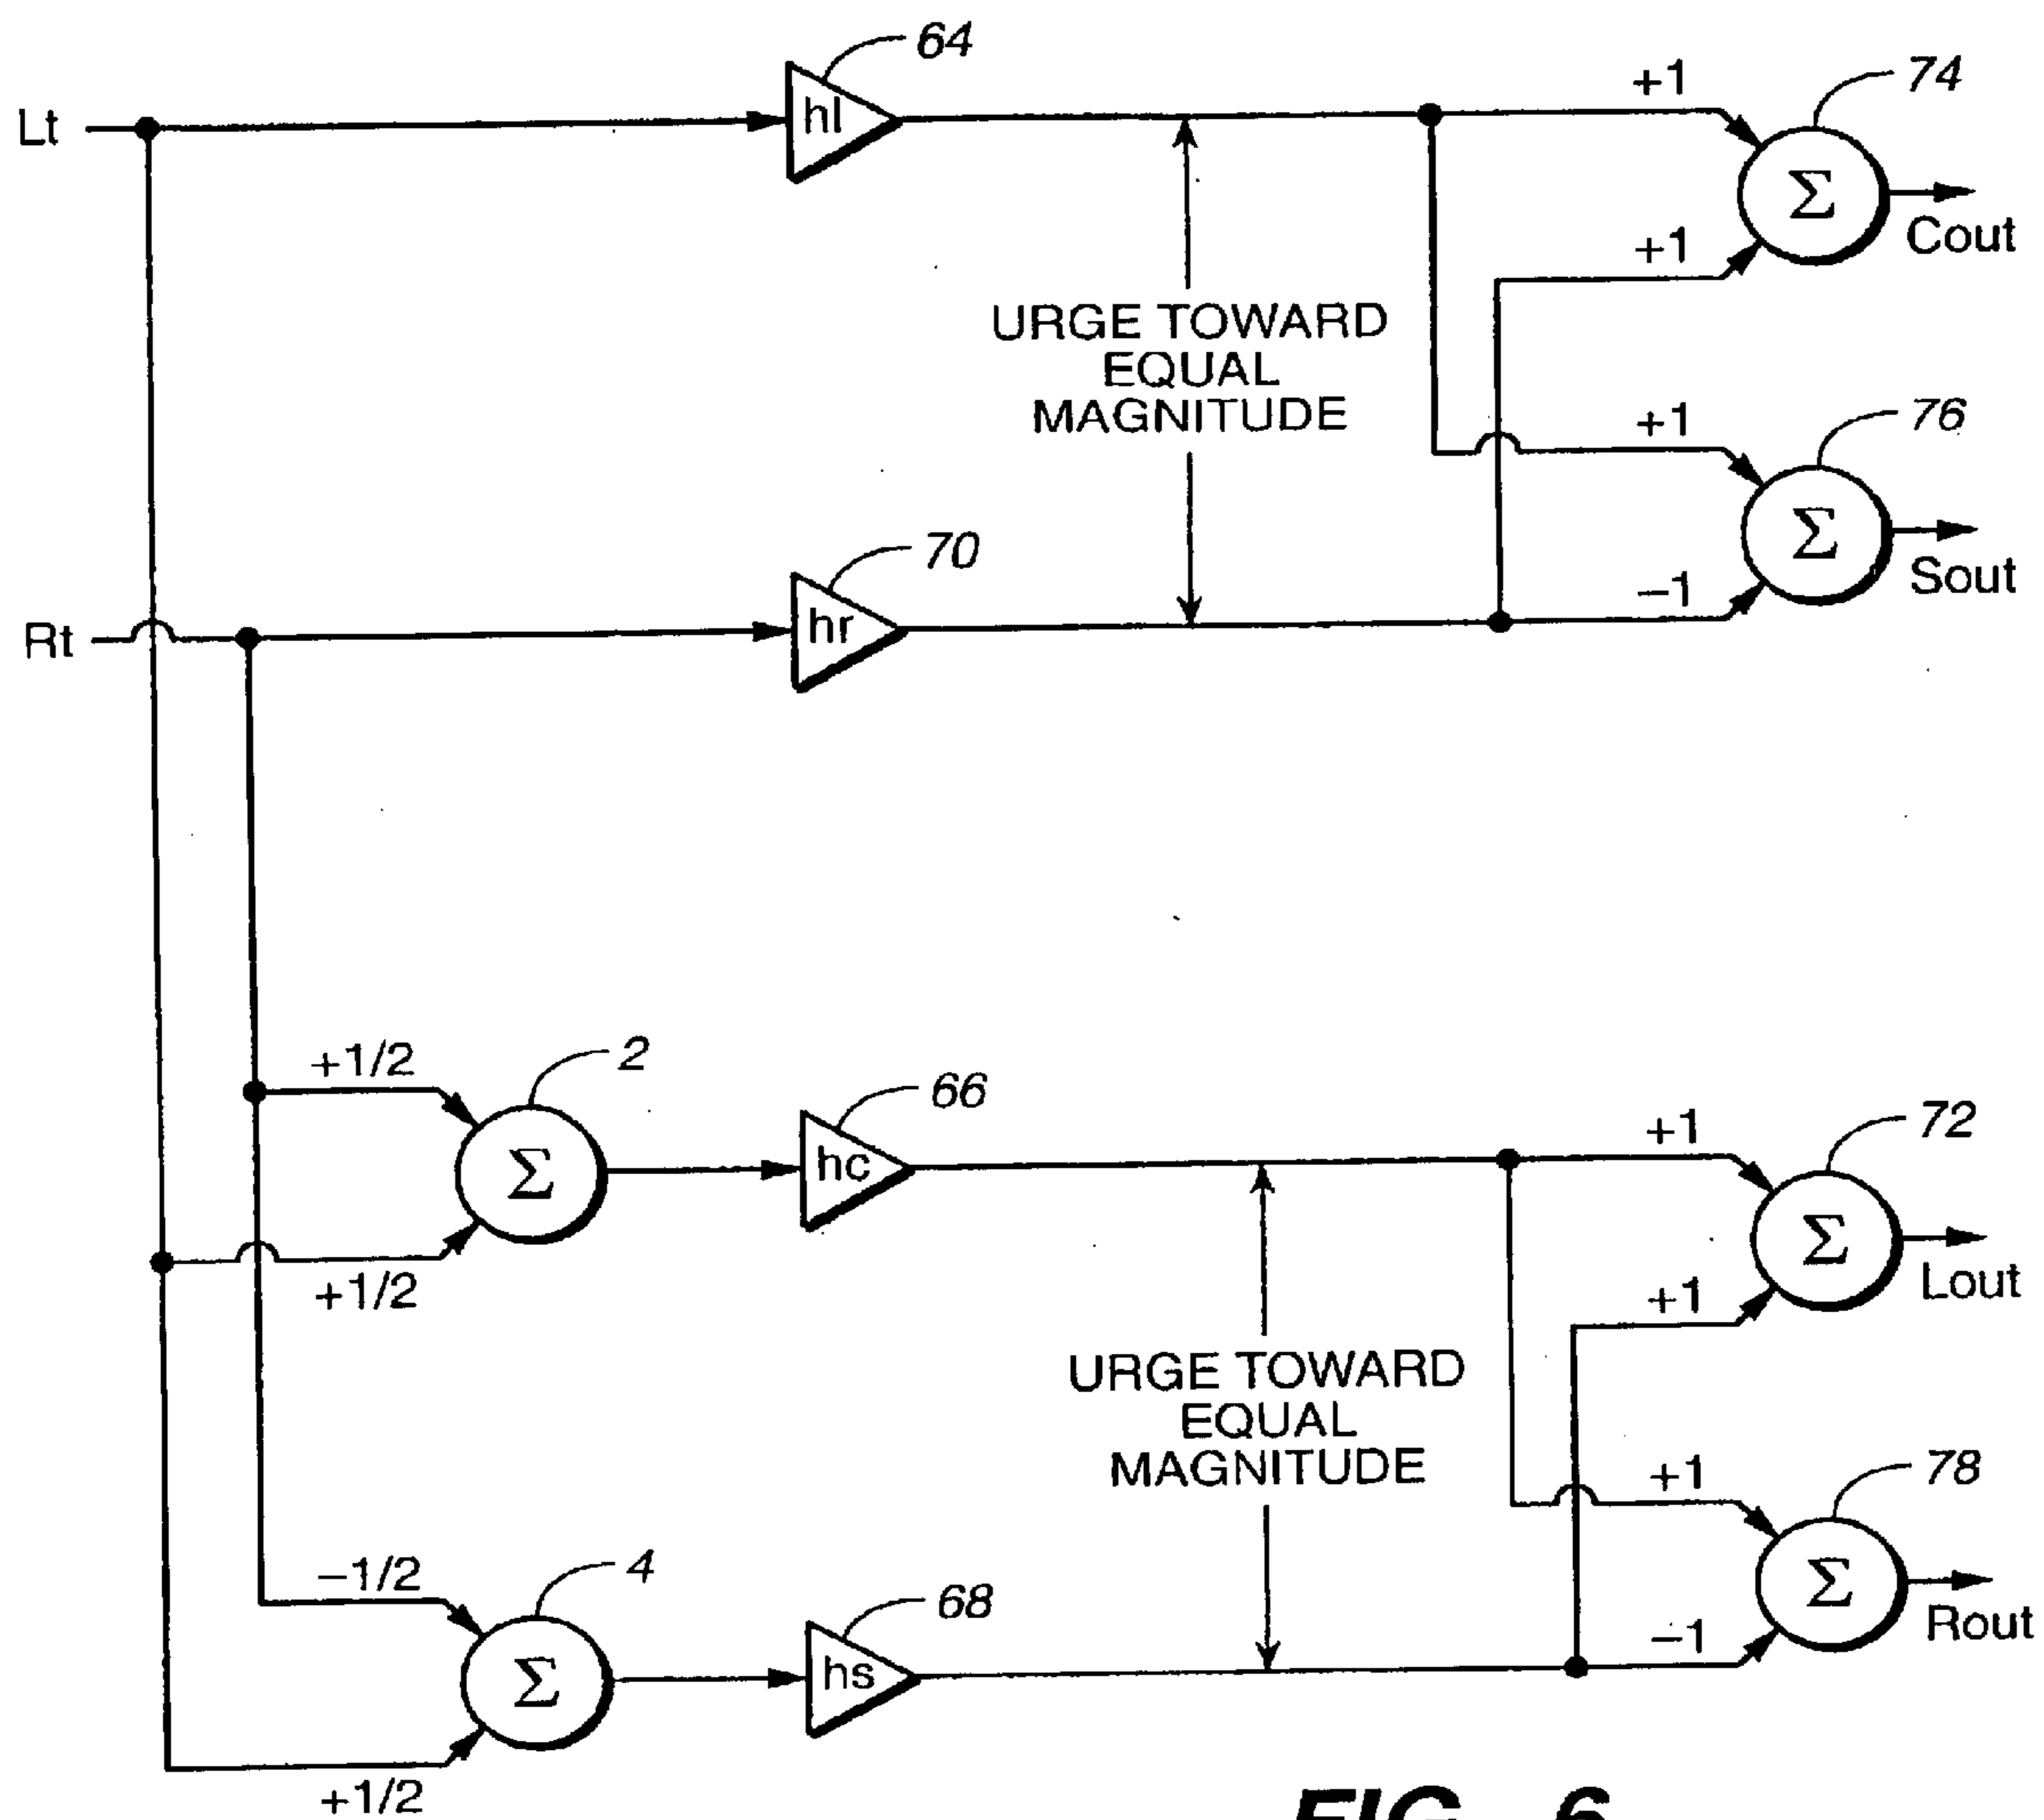 64
hl
+1
74
Lt
Σ
+1
Cout
URGE TOWARD
EQUAL
MAGNITUDE
+1
76
70
Σ
Sout
hr
−1
Rt
+1/2
2
66
+1
72
Σ
hc
Σ
+1/2
+1
Lout
URGE TOWARD
EQUAL
MAGNITUDE
+1
78
−1/2
4
68
Σ
Rout
Σ
hs
−1
+1/2
FIG. 6